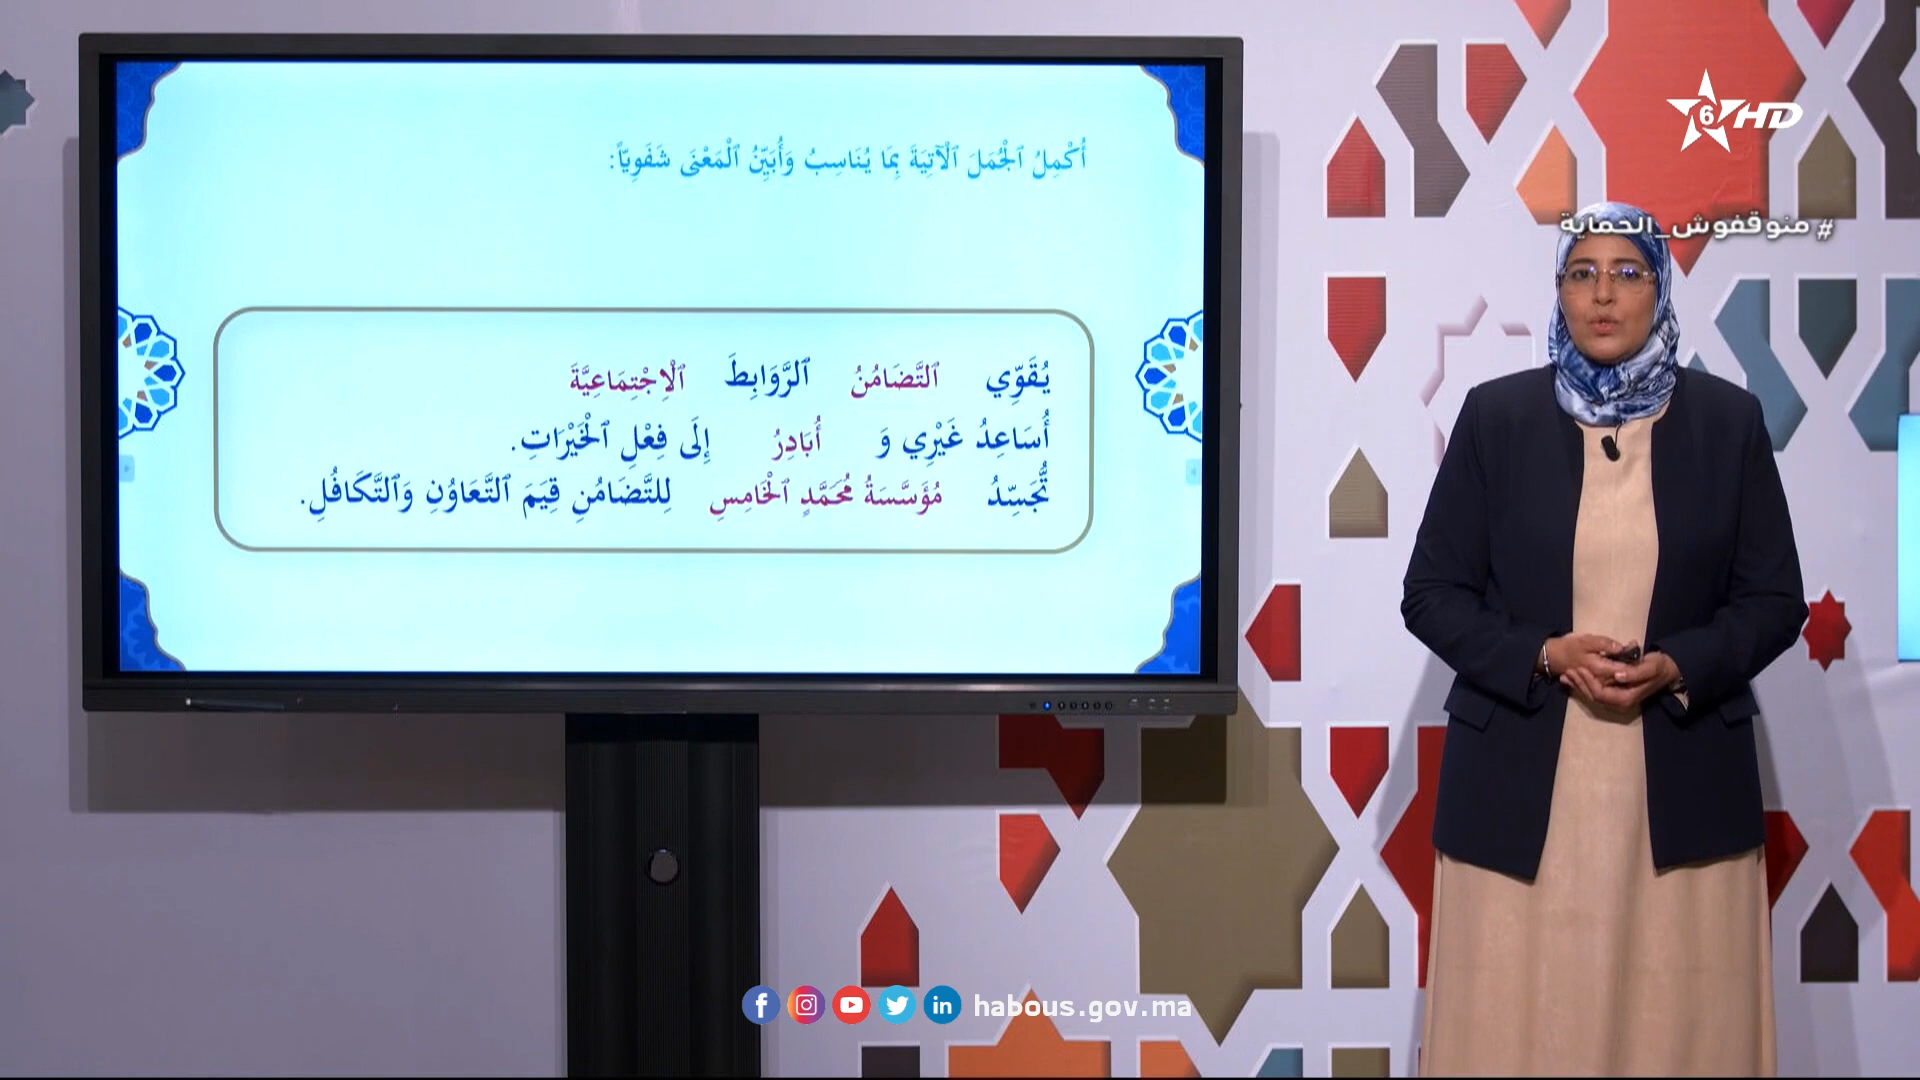 أُكْمِلُ ٱلْجُمَلَ ٱلْآتِيَةَ بِمَا يُنَاسِبُ وَأُبَيِّنُ ٱلْمَعْنَى شَفَوِيّاً:
يُقَوِّي ٱلتَّضَامُنُ ٱلرَّوَابِطَ ٱلْاِجْتِمَاعِيَّةَ
أُسَاعِدُ غَيْرِي وَ أُبَادِرُ إِلَى فِعْلِ ٱلْخَيْرَاتِ.
تُجَسِّدُ مُؤَسَّسَةُ مُحَمَّدٍ ٱلْخَامِسِ لِلتَّضَامُنِ قِيَمَ ٱلتَّعَاوُنِ وَٱلتَّكَافُلِ.
6 HD
#منوقفوش_الحماية
habous.gov.ma